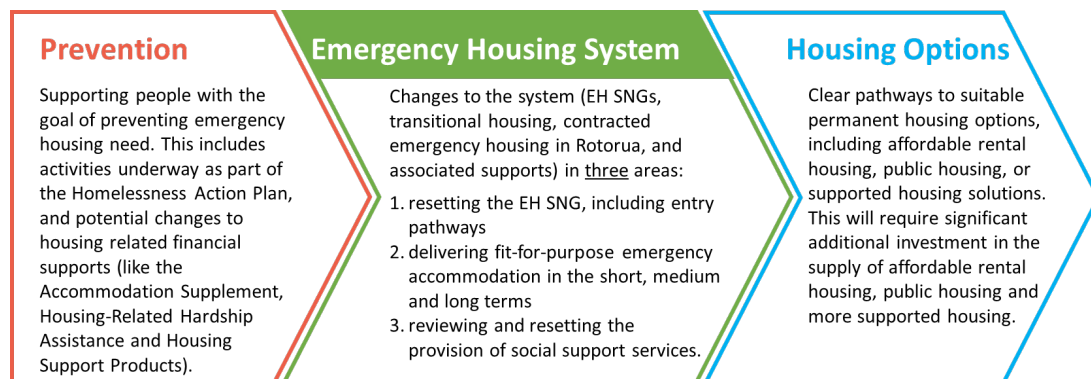 Prevention
Supporting people with the
goal of preventing emergency
housing need. This includes
activities underway as part of
the Homelessness Action Plan,
and potential changes to
housing related financial
supports (like the
Accommodation Supplement,
Housing-Related Hardship
Assistance and Housing
Support Products).
Emergency Housing System
Changes to the system (EH SNGs,
transitional housing, contracted
emergency housing in Rotorua, and
associated supports) in three areas:
1. resetting the EH SNG, including entry
pathways
2. delivering fit-for-purpose emergency
accommodation in the short, medium
and long terms
3. reviewing and resetting the
provision of social support services.
Housing Options
Clear pathways to suitable
permanent housing options,
including affordable rental
housing, public housing, or
supported housing solutions.
This will require significant
additional investment in the
supply of affordable rental
housing, public housing and
more supported housing.